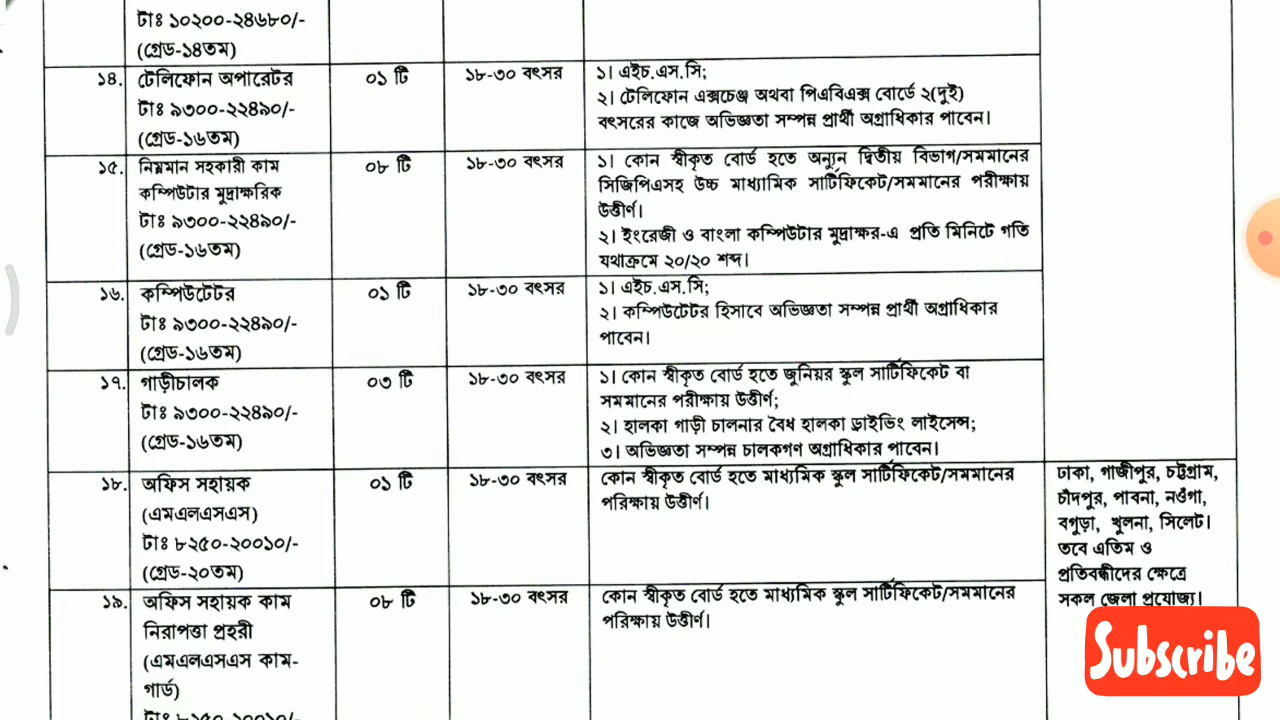 টাঃ ১০২০০-২৪৬৮০/-
(গ্রেড-১৪তম)
১৪. টেলিফোন অপারেটর ০১ টি ১৮-৩০ বৎসর ১। এইচ.এস.সি;
টাঃ ৯৩০০-২২৪৯০/- ২। টেলিফোন এক্সচেঞ্জ অথবা পিএবিএক্স বোর্ডে ২(দুই)
(গ্রেড-১৬তম) বৎসরের কাজে অভিজ্ঞতা সম্পন্ন প্রার্থী অগ্রাধিকার পাবেন।
১৫. নিম্নমান সহকারী কাম ০৮ টি ১৮-৩০ বৎসর ১। কোন স্বীকৃত বোর্ড হতে অন্যুন দ্বিতীয় বিভাগ/সমমানের
কম্পিউটার মুদ্রাক্ষরিক সিজিপিএসহ উচ্চ মাধ্যামিক সার্টিফিকেট/সমমানের পরীক্ষায়
টাঃ ৯৩০০-২২৪৯০/- উত্তীর্ণ।
(গ্রেড-১৬তম) ২। ইংরেজী ও বাংলা কম্পিউটার মুদ্রাক্ষর-এ প্রতি মিনিটে গতি
যথাক্রমে ২০/২০ শব্দ।
১৬. কম্পিউটেটর ০১ টি ১৮-৩০ বৎসর ১। এইচ.এস.সি;
টাঃ ৯৩০০-২২৪৯০/- ২। কম্পিউটেটর হিসাবে অভিজ্ঞতা সম্পন্ন প্রার্থী অগ্রাধিকার
(গ্রেড-১৬তম) পাবেন।
১৭. গাড়ীচালক ০৩ টি ১৮-৩০ বৎসর ১। কোন স্বীকৃত বোর্ড হতে জুনিয়র স্কুল সার্টিফিকেট বা
টাঃ ৯৩০০-২২৪৯০/- সমমানের পরীক্ষায় উত্তীর্ণ;
(গ্রেড-১৬তম) ২। হালকা গাড়ী চালনার বৈধ হালকা ড্রাইভিং লাইসেন্স;
৩। অভিজ্ঞতা সম্পন্ন চালকগণ অগ্রাধিকার পাবেন।
১৮. অফিস সহায়ক ০১ টি ১৮-৩০ বৎসর কোন স্বীকৃত বোর্ড হতে মাধ্যমিক স্কুল সার্টিফিকেট/সমমানের
(এমএলএসএস) পরিক্ষায় উত্তীর্ণ।
টাঃ ৮২৫০-২০০১০/-
(গ্রেড-২০তম)
ঢাকা, গাজীপুর, চট্টগ্রাম,
চাঁদপুর, পাবনা, নওঁগা,
বগুড়া, খুলনা, সিলেট।
তবে এতিম ও
প্রতিবন্ধীদের ক্ষেত্রে
সকল জেলা প্রযোজ্য।
১৯. অফিস সহায়ক কাম ০৮ টি ১৮-৩০ বৎসর কোন স্বীকৃত বোর্ড হতে মাধ্যমিক স্কুল সার্টিফিকেট/সমমানের
নিরাপত্তা প্রহরী পরিক্ষায় উত্তীর্ণ।
(এমএলএসএস কাম-
গার্ড)
টাঃ ৮২৫০-২০০১০/-
Subscribe